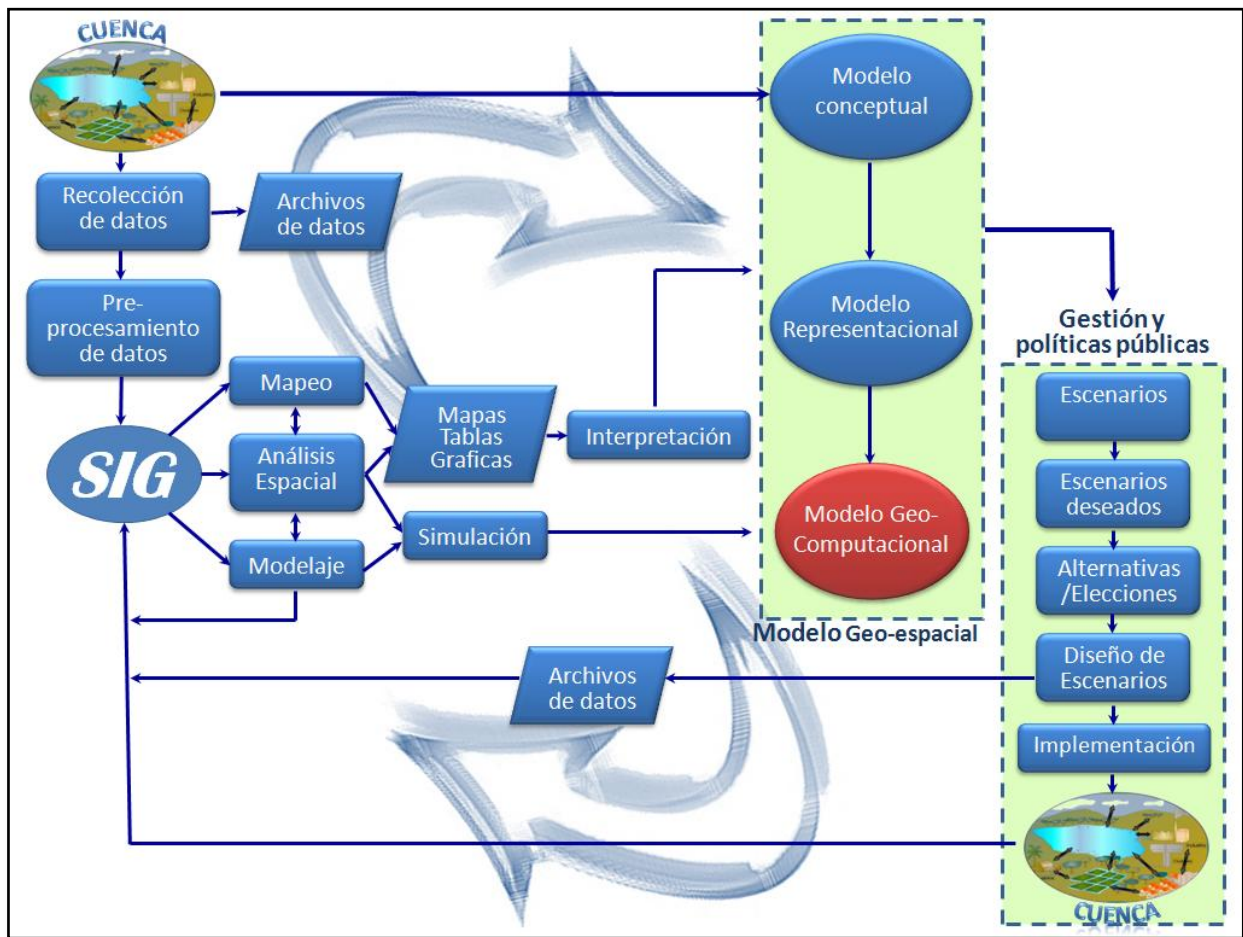 CUENCA
Recolección
de datos
Archivos
de datos
Pre-
procesamiento
de datos
SIG
Mapeo
Análisis
Espacial
Modelaje
Mapas
Tablas
Graficas
Simulación
Interpretación
Modelo
conceptual
Modelo
Representacional
Modelo Geo-
Computacional
Modelo Geo-espacial
Gestión y
políticas públicas
Escenarios
Escenarios
deseados
Alternativas
/Elecciones
Diseño de
Escenarios
Archivos
de datos
Implementación
CUENCA